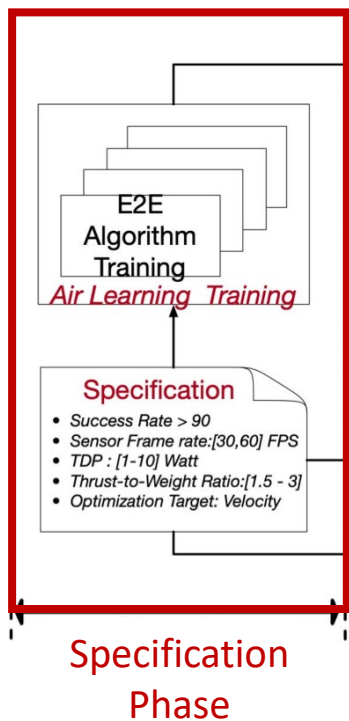 E2E
Algorithm
Training
Air Learning Training
Specification
• Success Rate > 90
• Sensor Frame rate:[30,60] FPS
• TDP : [1-10] Watt
• Thrust-to-Weight Ratio:[1.5 - 3]
• Optimization Target: Velocity
Specification
Phase